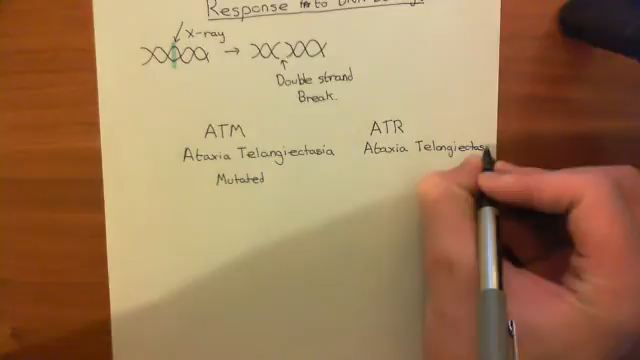 Response to DNA
X-ray
Double strand
Break.
ATM
ATR
Ataxia Telangiectasia
Ataxia Telangiectas
Mutated